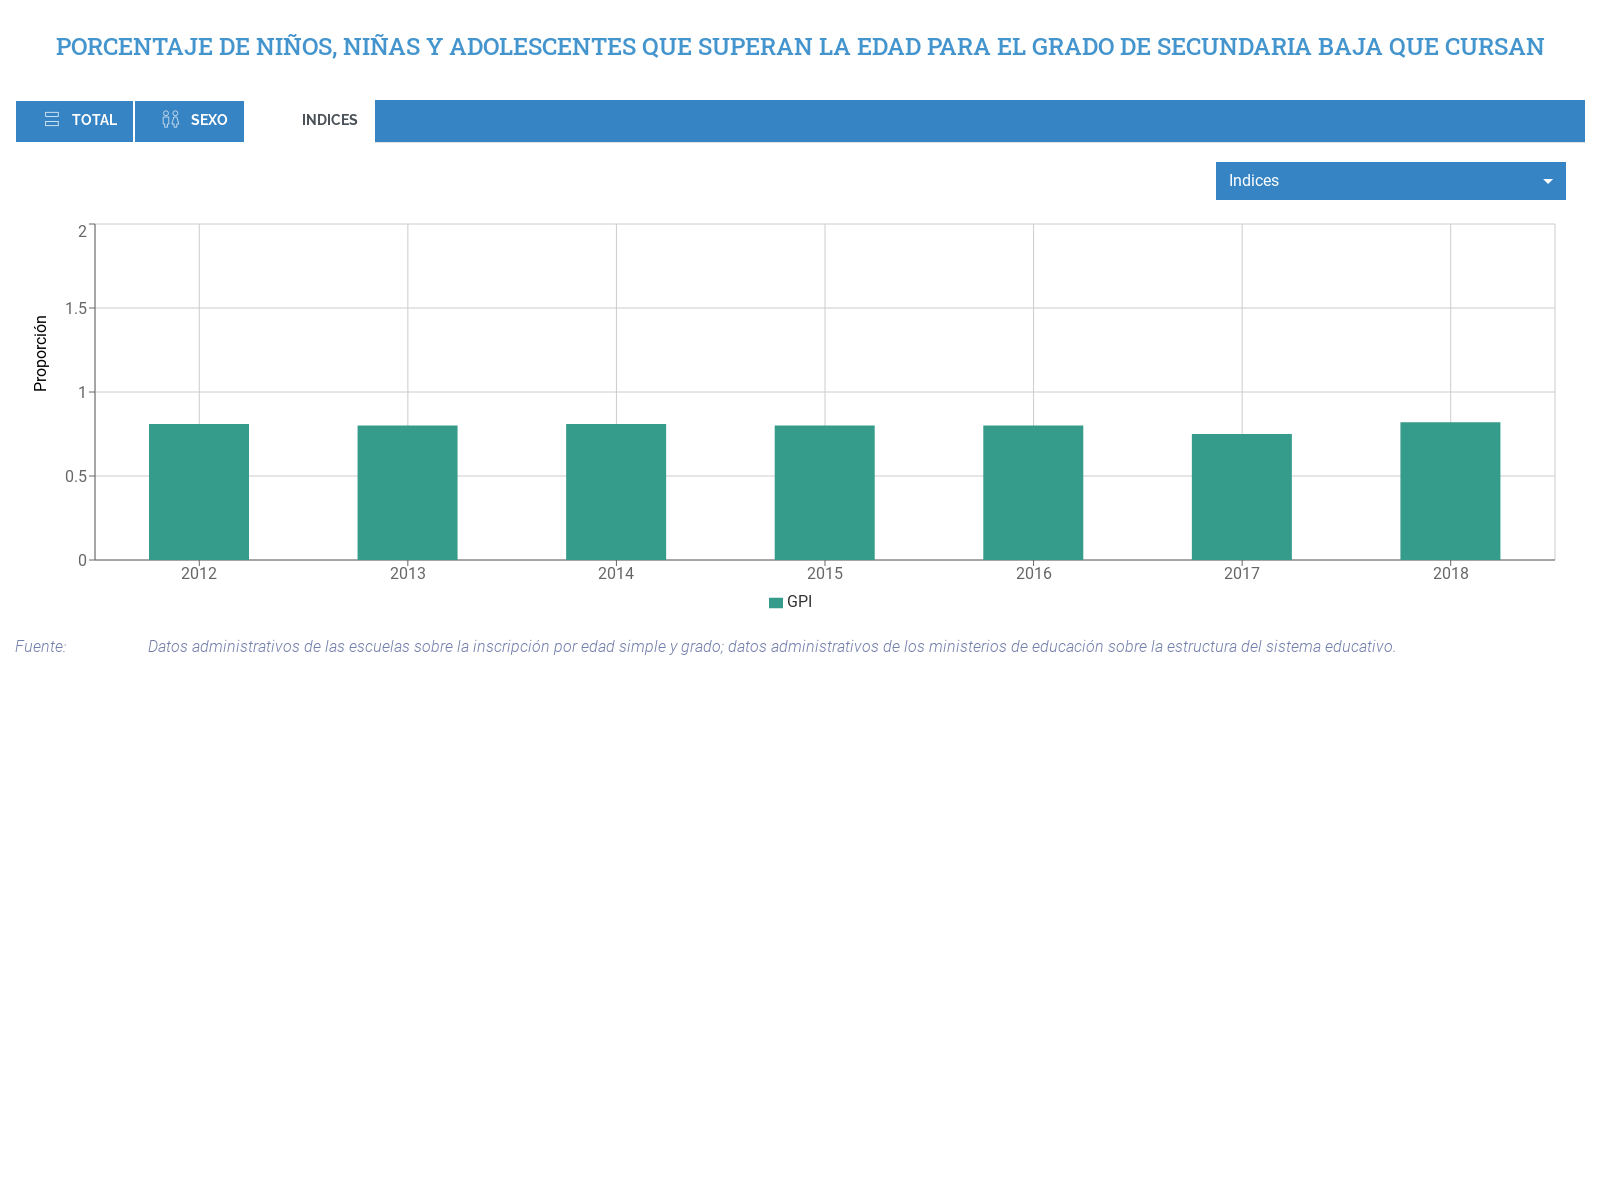 PORCENTAJE DE NIÑOS, NIÑAS Y ADOLESCENTES QUE SUPERAN LA EDAD PARA EL GRADO DE SECUNDARIA BAJA QUE CURSAN
TOTAL SEXO INDICES
Indices
2
1.5
1
0.5
0
Proporción
2012 2013 2014 2015 2016 2017 2018
GPI
Fuente: Datos administrativos de las escuelas sobre la inscripción por edad simple y grado; datos administrativos de los ministerios de educación sobre la estructura del sistema educativo.